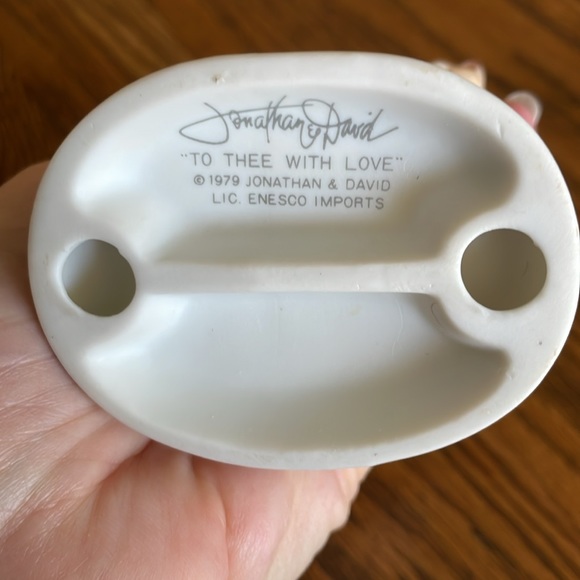 Jonathan & David
"TO THEE WITH LOVE"
© 1979 JONATHAN & DAVID
LIC. ENESCO IMPORTS